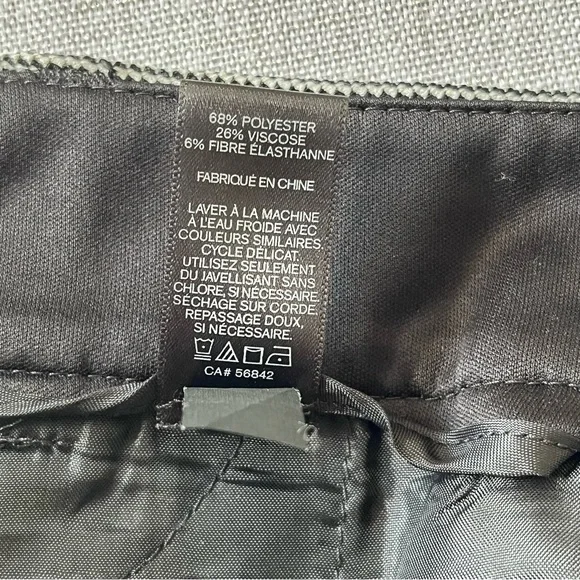 68% POLYESTER
26% VISCOSE
6% FIBRE ÉLASTHANNE
FABRIQUÉ EN CHINE
LAVER À LA MACHINE
À L'EAU FROIDE AVEC
COULEURS SIMILAIRES.
CYCLE DÉLICAT.
UTILISEZ SEULEMENT
DU JAVELLISANT SANS
CHLORE, SI NÉCESSAIRE.
SÉCHAGE SUR CORDE.
REPASSAGE DOUX,
SI NÉCESSAIRE.
CA# 56842